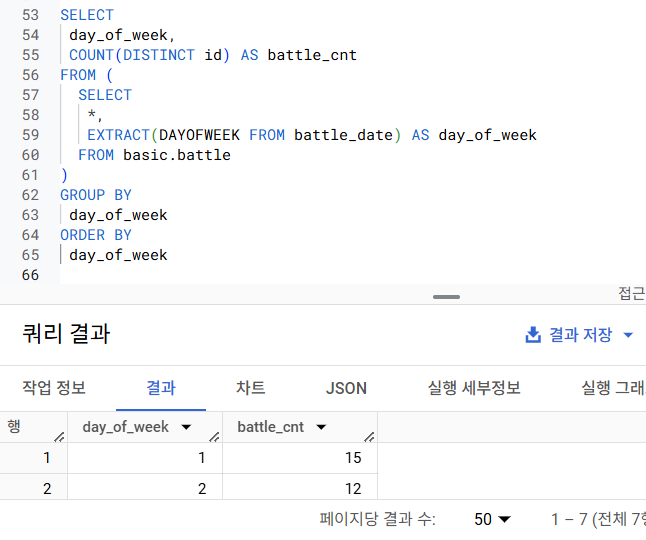 53 SELECT
54 day_of_week,
55 COUNT(DISTINCT id) AS battle_cnt
56 FROM (
57 SELECT
58 *,
59 EXTRACT(DAYOFWEEK FROM battle_date) AS day_of_week
60 FROM basic.battle
61 )
62 GROUP BY
63 day_of_week
64 ORDER BY
65 day_of_week
66
접근
쿼리 결과 결과 저장
작업 정보 결과 차트 JSON 실행 세부정보 실행 그래
행 day_of_week battle_cnt
1 1 15
2 2 12
페이지당 결과 수: 50 1 – 7 (전체 7행